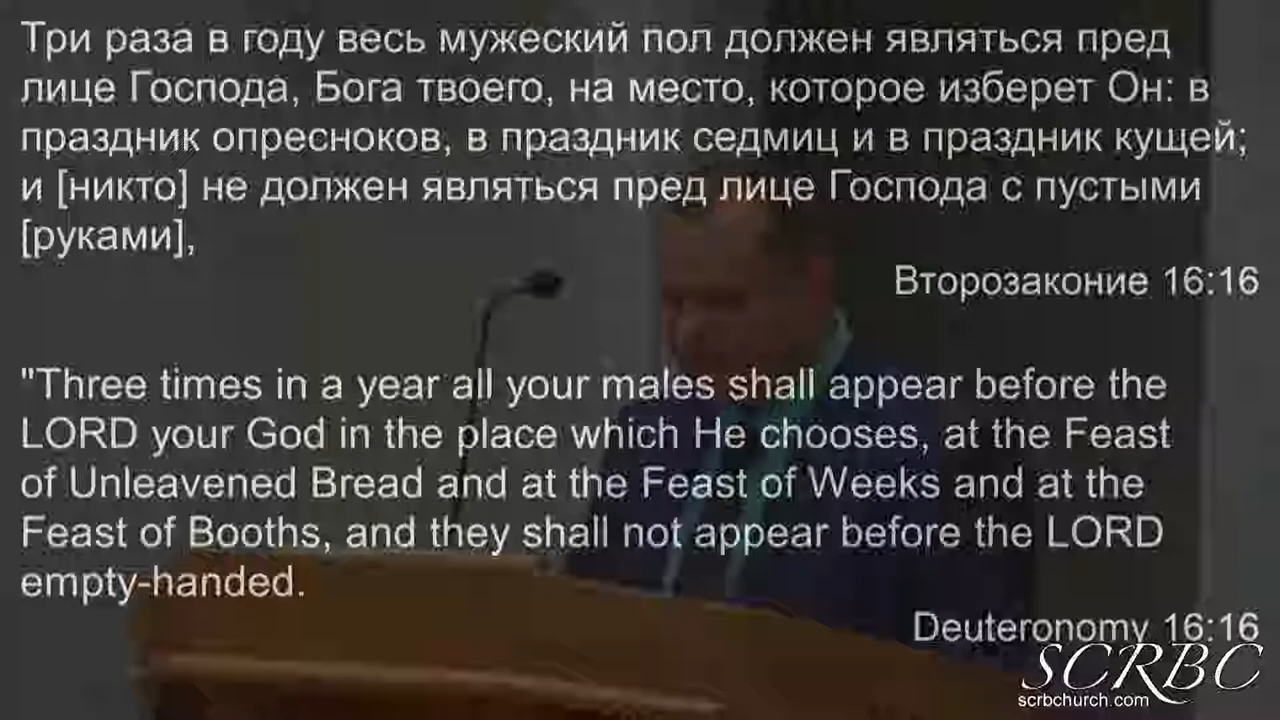 Три раза в году весь мужеский пол должен являться пред
лице Господа, Бога твоего, на место, которое изберет Он: в
праздник опресноков, в праздник седмиц и в праздник кущей;
и [никто] не должен являться пред лице Господа с пустыми
[руками],
Второзаконие 16:16
"Three times in a year all your males shall appear before the
LORD your God in the place which He chooses, at the Feast
of Unleavened Bread and at the Feast of Weeks and at the
Feast of Booths, and they shall not appear before the LORD
empty-handed.
Deuteronomy 16:16
SCRBC
scrbchurch.com